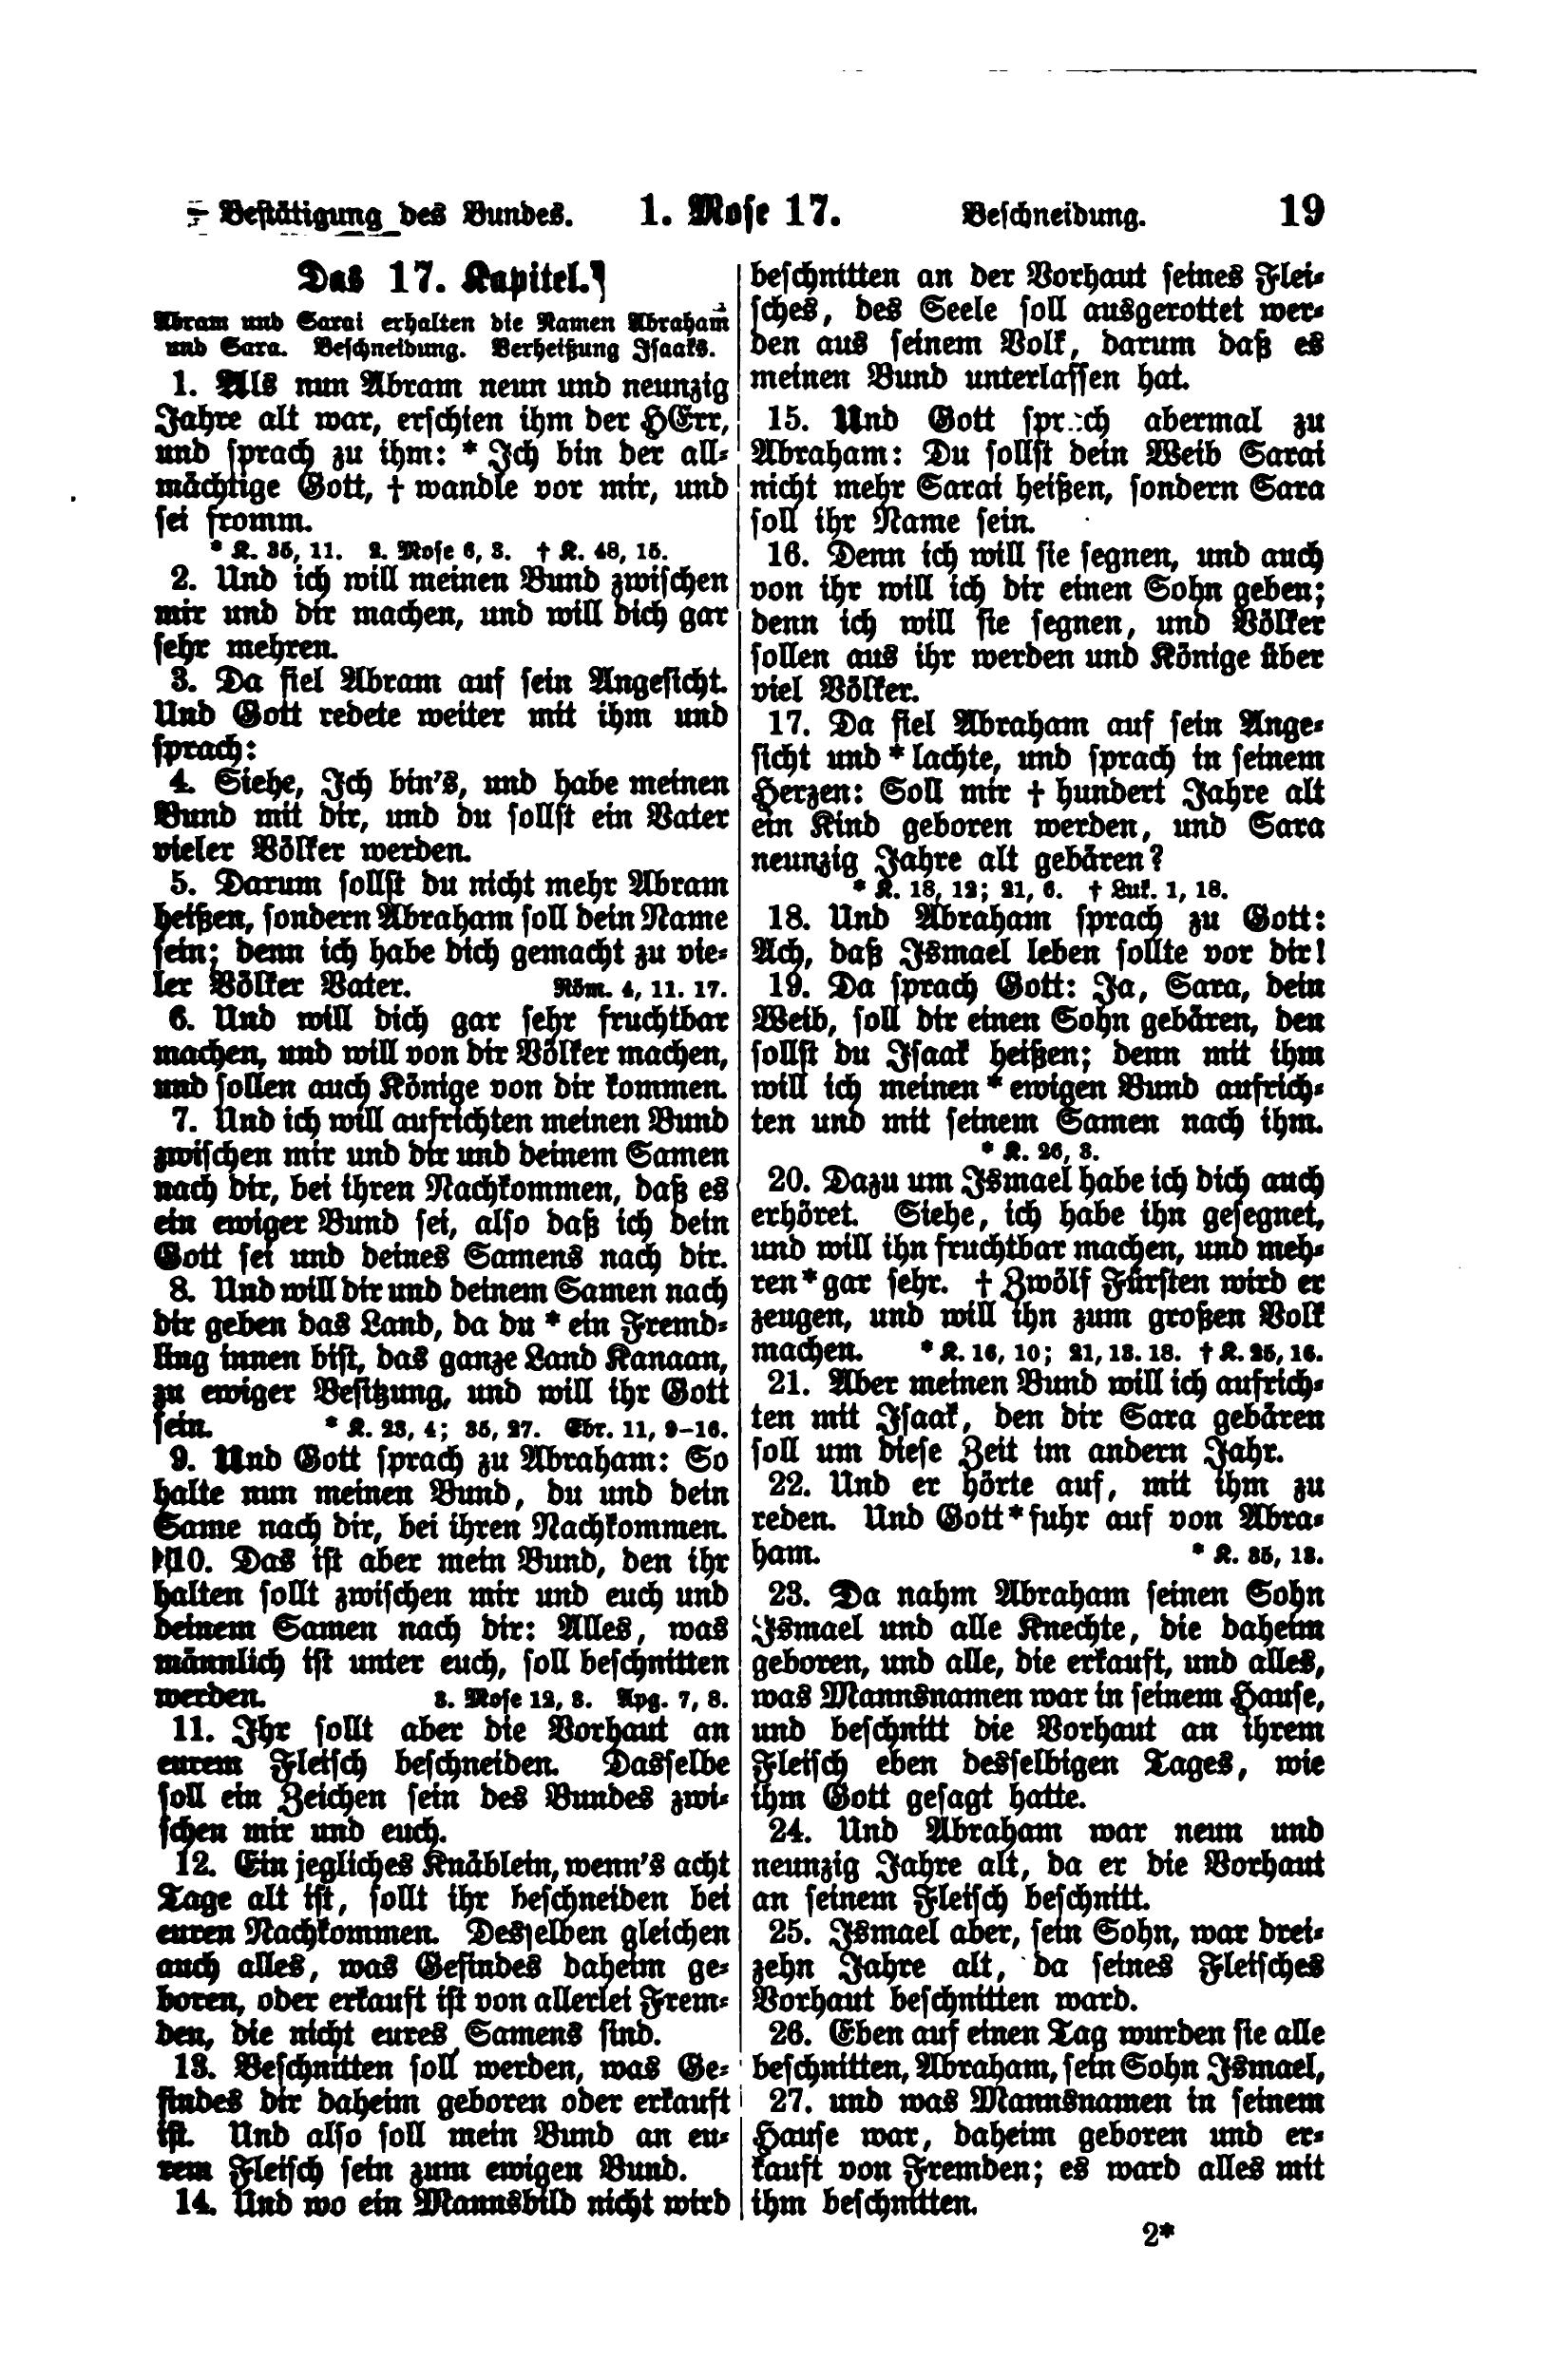 Bestätigung des Bundes. 1. Mose 17. Beschneidung. 19
Das 17. Kapitel.
Abram und Sarai erhalten die Namen Abraham
und Sara. Beschneidung. Verheißung Isaaks.
1. Als nun Abram neun und neunzig
Jahre alt war, erschien ihm der HErr,
und sprach zu ihm: * Ich bin der all-
mächtige Gott, † wandle vor mir, und
sei fromm.
* K. 35, 11. 2. Mose 6, 3. † K. 48, 15.
2. Und ich will meinen Bund zwischen
mir und dir machen, und will dich gar
sehr mehren.
3. Da fiel Abram auf sein Angesicht.
Und Gott redete weiter mit ihm und
sprach:
4. Siehe, Ich bin's, und habe meinen
Bund mit dir, und du sollst ein Vater
vieler Völker werden.
5. Darum sollst du nicht mehr Abram
heißen, sondern Abraham soll dein Name
sein; denn ich habe dich gemacht zu vie-
ler Völker Vater. Röm. 4, 11. 17.
6. Und will dich gar sehr fruchtbar
machen, und will von dir Völker machen,
und sollen auch Könige von dir kommen.
7. Und ich will aufrichten meinen Bund
zwischen mir und dir und deinem Samen
nach dir, bei ihren Nachkommen, daß es
ein ewiger Bund sei, also daß ich dein
Gott sei und deines Samens nach dir.
8. Und will dir und deinem Samen nach
dir geben das Land, da du * ein Fremd-
ling innen bist, das ganze Land Kanaan,
zu ewiger Besitzung, und will ihr Gott
sein. * K. 23, 4; 35, 27. Ebr. 11, 9-16.
9. Und Gott sprach zu Abraham: So
halte nun meinen Bund, du und dein
Same nach dir, bei ihren Nachkommen.
10. Das ist aber mein Bund, den ihr
halten sollt zwischen mir und euch und
deinem Samen nach dir: Alles, was
männlich ist unter euch, soll beschnitten
werden. 3. Mose 12, 3. Apg. 7, 8.
11. Ihr sollt aber die Vorhaut an
eurem Fleisch beschneiden. Dasselbe
soll ein Zeichen sein des Bundes zwi-
schen mir und euch.
12. Ein jegliches Knäblein, wenn's acht
Tage alt ist, sollt ihr beschneiden bei
euren Nachkommen. Desselben gleichen
auch alles, was Gesindes daheim ge-
boren, oder erkauft ist von allerlei Frem-
den, die nicht eures Samens sind.
13. Beschnitten soll werden, was Ge-
sindes dir daheim geboren oder erkauft
ist. Und also soll mein Bund an eu-
rem Fleisch sein zum ewigen Bund.
14. Und wo ein Mannsbild nicht wird
beschnitten an der Vorhaut seines Flei-
sches, des Seele soll ausgerottet wer-
den aus seinem Volk, darum daß es
meinen Bund unterlassen hat.
15. Und Gott sprach abermal zu
Abraham: Du sollst dein Weib Sarai
nicht mehr Sarai heißen, sondern Sara
soll ihr Name sein.
16. Denn ich will sie segnen, und auch
von ihr will ich dir einen Sohn geben;
denn ich will sie segnen, und Völker
sollen aus ihr werden und Könige über
viel Völker.
17. Da fiel Abraham auf sein Ange-
sicht und * lachte, und sprach in seinem
Herzen: Soll mir † hundert Jahre alt
ein Kind geboren werden, und Sara
neunzig Jahre alt gebären?
* K. 18, 12; 21, 6. † Luk. 1, 18.
18. Und Abraham sprach zu Gott:
Ach, daß Ismael leben sollte vor dir!
19. Da sprach Gott: Ja, Sara, dein
Weib, soll dir einen Sohn gebären, den
sollst du Isaak heißen; denn mit ihm
will ich meinen * ewigen Bund aufrich-
ten und mit seinem Samen nach ihm.
* K. 26, 3.
20. Dazu um Ismael habe ich dich auch
erhöret. Siehe, ich habe ihn gesegnet,
und will ihn fruchtbar machen, und meh-
ren * gar sehr. † Zwölf Fürsten wird er
zeugen, und will ihn zum großen Volk
machen. * K. 16, 10; 21, 13. 18. † K. 25, 16.
21. Aber meinen Bund will ich aufrich-
ten mit Isaak, den dir Sara gebären
soll um diese Zeit im andern Jahr.
22. Und er hörte auf, mit ihm zu
reden. Und Gott * fuhr auf von Abra-
ham. * K. 35, 13.
23. Da nahm Abraham seinen Sohn
Ismael und alle Knechte, die daheim
geboren, und alle, die erkauft, und alles,
was Mannsnamen war in seinem Hause,
und beschnitt die Vorhaut an ihrem
Fleisch eben desselbigen Tages, wie
ihm Gott gesagt hatte.
24. Und Abraham war neun und
neunzig Jahre alt, da er die Vorhaut
an seinem Fleisch beschnitt.
25. Ismael aber, sein Sohn, war drei-
zehn Jahre alt, da seines Fleisches
Vorhaut beschnitten ward.
26. Eben auf einen Tag wurden sie alle
beschnitten, Abraham, sein Sohn Ismael,
27. und was Mannsnamen in seinem
Hause war, daheim geboren und er-
kauft von Fremden; es ward alles mit
ihm beschnitten.
2*